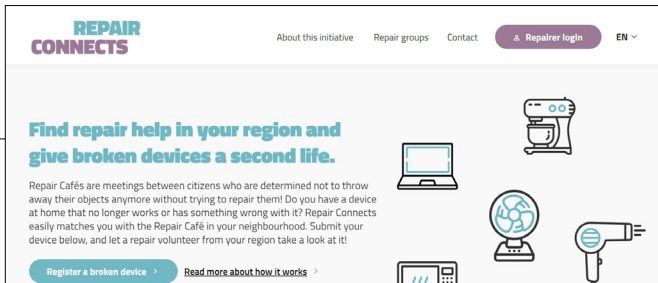 REPAIR
CONNECTS
About this initiative
Repair groups
Contact
Repairer login
EN
Find repair help in your region and
give broken devices a second life.
Repair Cafés are meetings between citizens who are determined not to throw
away their objects anymore without trying to repair them! Do you have a device
at home that no longer works or has something wrong with it? Repair Connects
easily matches you with the Repair Café in your neighbourhood. Submit your
device below, and let a repair volunteer from your region take a look at it!
Register a broken device
Read more about how it works